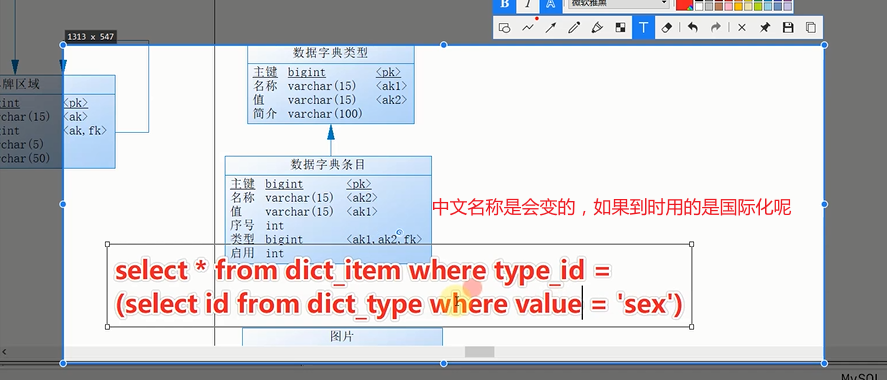 B I A 微软雅黑
1313 x 547
数据字典类型
主键 bigint <pk>
名称 varchar(15) <ak1>
值 varchar(15) <ak2>
简介 varchar(100)
牌区域
<pk>
rchar(15) <ak>
<ak,fk>
rchar(5)
rchar(50)
数据字典条目
主键 bigint <pk>
名称 varchar(15) <ak2>
值 varchar(15) <ak1>
序号 int
类型 bigint <ak1,ak2,fk>
启用 int
中文名称是会变的，如果到时用的是国际化呢
select * from dict_item where type_id =
(select id from dict_type where value = 'sex')
图片
MySQL